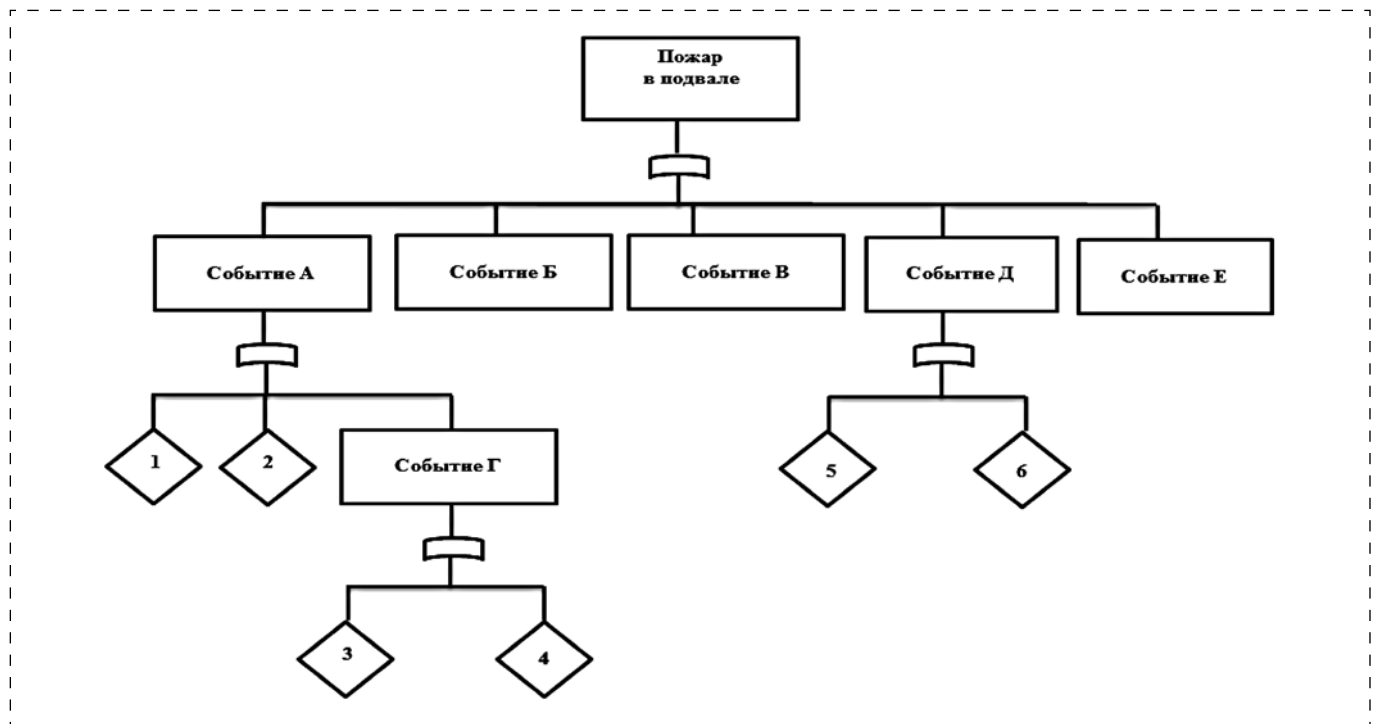 Пожар
в подвале
Событие А
Событие Б
Событие В
Событие Д
Событие Е
1
2
Событие Г
5
6
3
4